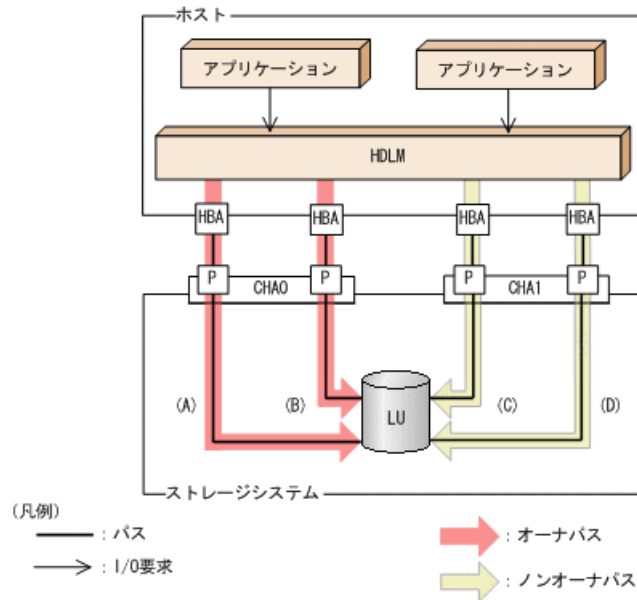 ホスト
アプリケーション
アプリケーション
HDLM
HBA
HBA
HBA
HBA
P
P
P
P
CHA0
CHA1
(A)
(B)
LU
(C)
(D)
ストレージシステム
(凡例)
:パス
:I/O要求
:オーナパス
:ノンオーナパス